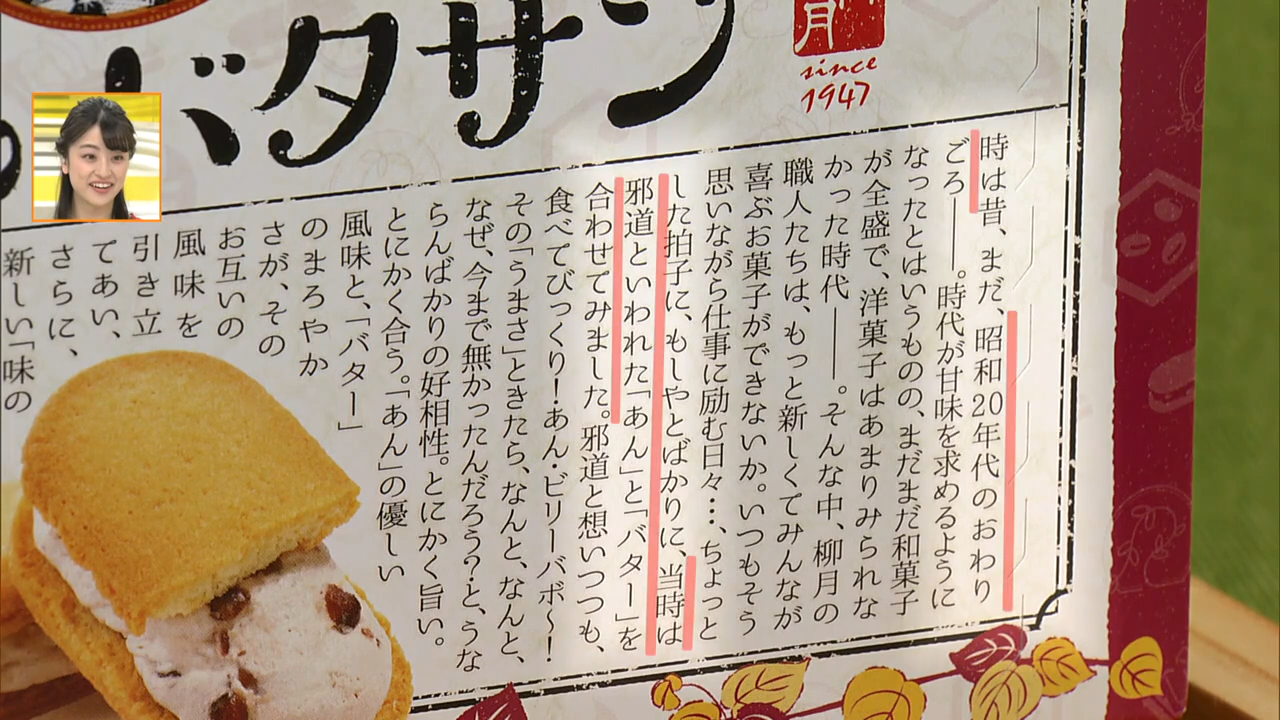 バタサン
月
since
1947
時は昔、まだ、昭和20年代のおわり
ごろ――。時代が甘味を求めるように
なったとはいうものの、まだまだ和菓子
が全盛で、洋菓子はあまりみられな
かった時代――。そんな中、柳月の
職人たちは、もっと新しくてみんなが
喜ぶお菓子ができないか。いつもそう
思いながら仕事に励む日々…、ちょっと
した拍子に、もしやとばかりに、当時は
邪道といわれた「あん」と「バター」を
合わせてみました。邪道と想いつつも、
食べてびっくり！あん・ビリーバボ〜！
その「うまさ」ときたら、なんと、なんと、
なぜ、今まで無かったんだろう？と、うな
らんばかりの好相性。とにかく旨い。
とにかく合う。「あん」の優しい
風味と、「バター」
のまろやか
さが、その
お互いの
風味を
引き立
てあい、
さらに、
新しい「味の